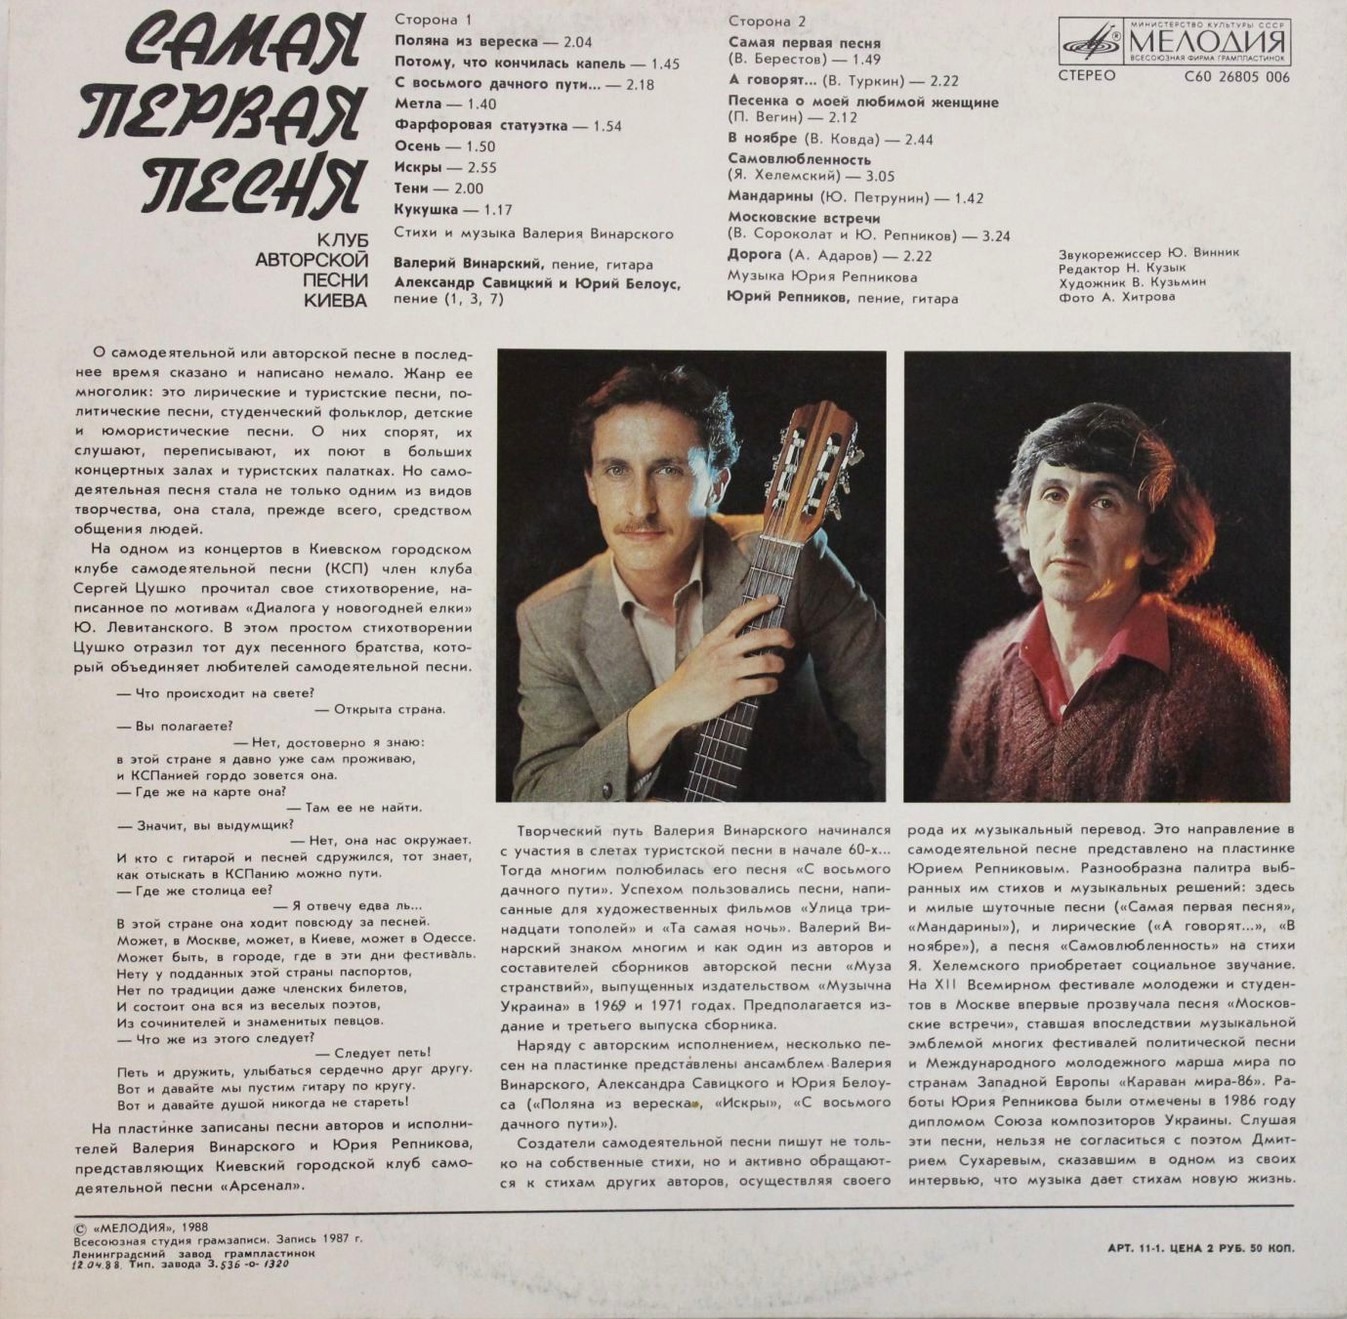 САМАЯ
ПЕРВАЯ
ПЕСНЯ
КЛУБ
АВТОРСКОЙ
ПЕСНИ
КИЕВА
Сторона 1
Поляна из вереска — 2.04
Потому, что кончилась капель — 1.45
С восьмого дачного пути... — 2.18
Метла — 1.40
Фарфоровая статуэтка — 1.54
Осень — 1.50
Искры — 2.55
Тени — 2.00
Кукушка — 1.17
Стихи и музыка Валерия Винарского
Валерий Винарский, пение, гитара
Александр Савицкий и Юрий Белоус,
пение (1, 3, 7)
Сторона 2
Самая первая песня
(В. Берестов) — 1.49
А говорят... (В. Туркин) — 2.22
Песенка о моей любимой женщине
(П. Вегин) — 2.12
В ноябре (В. Ковда) — 2.44
Самовлюбленность
(Я. Хелемский) — 3.05
Мандарины (Ю. Петрунин) — 1.42
Московские встречи
(В. Сороколат и Ю. Репников) — 3.24
Дорога (А. Адаров) — 2.22
Музыка Юрия Репникова
Юрий Репников, пение, гитара
МИНИСТЕРСТВО КУЛЬТУРЫ СССР
МЕЛОДИЯ
ВСЕСОЮЗНАЯ ФИРМА ГРАМПЛАСТИНОК
СТЕРЕО С60 26805 006
Звукорежиссер Ю. Винник
Редактор Н. Кузык
Художник В. Кузьмин
Фото А. Хитрова
О самодеятельной или авторской песне в послед-
нее время сказано и написано немало. Жанр ее
многолик: это лирические и туристские песни, по-
литические песни, студенческий фольклор, детские
и юмористические песни. О них спорят, их
слушают, переписывают, их поют в больших
концертных залах и туристских палатках. Но само-
деятельная песня стала не только одним из видов
творчества, она стала, прежде всего, средством
общения людей.
На одном из концертов в Киевском городском
клубе самодеятельной песни (КСП) член клуба
Сергей Цушко прочитал свое стихотворение, на-
писанное по мотивам «Диалога у новогодней елки»
Ю. Левитанского. В этом простом стихотворении
Цушко отразил тот дух песенного братства, кото-
рый объединяет любителей самодеятельной песни.
— Что происходит на свете?
— Открыта страна.
— Вы полагаете?
— Нет, достоверно я знаю:
в этой стране я давно уже сам проживаю,
и КСПанией гордо зовется она.
— Где же на карте она?
— Там ее не найти.
— Значит, вы выдумщик?
— Нет, она нас окружает.
И кто с гитарой и песней сдружился, тот знает,
как отыскать в КСПанию можно пути.
— Где же столица ее?
— Я отвечу едва ль...
В этой стране она ходит повсюду за песней.
Может, в Москве, может, в Киеве, может в Одессе.
Может быть, в городе, где в эти дни фестиваль.
Нету у подданных этой страны паспортов,
Нет по традиции даже членских билетов,
И состоит она вся из веселых поэтов,
Из сочинителей и знаменитых певцов.
— Что же из этого следует?
— Следует петь!
Петь и дружить, улыбаться сердечно друг другу.
Вот и давайте мы пустим гитару по кругу.
Вот и давайте душой никогда не стареть!
На пластинке записаны песни авторов и исполни-
телей Валерия Винарского и Юрия Репникова,
представляющих Киевский городской клуб само-
деятельной песни «Арсенал».
Творческий путь Валерия Винарского начинался
с участия в слетах туристской песни в начале 60-х...
Тогда многим полюбилась его песня «С восьмого
дачного пути». Успехом пользовались песни, напи-
санные для художественных фильмов «Улица три-
надцати тополей» и «Та самая ночь». Валерий Ви-
нарский знаком многим и как один из авторов и
составителей сборников авторской песни «Муза
странствий», выпущенных издательством «Музычна
Украина» в 1969 и 1971 годах. Предполагается из-
дание и третьего выпуска сборника.
Наряду с авторским исполнением, несколько пе-
сен на пластинке представлены ансамблем Валерия
Винарского, Александра Савицкого и Юрия Белоу-
са («Поляна из вереска», «Искры», «С восьмого
дачного пути»).
Создатели самодеятельной песни пишут не толь-
ко на собственные стихи, но и активно обращают-
ся к стихам других авторов, осуществляя своего
рода их музыкальный перевод. Это направление в
самодеятельной песне представлено на пластинке
Юрием Репниковым. Разнообразна палитра выб-
ранных им стихов и музыкальных решений: здесь
и милые шуточные песни («Самая первая песня»,
«Мандарины»), и лирические («А говорят...», «В
ноябре»), а песня «Самовлюбленность» на стихи
Я. Хелемского приобретает социальное звучание.
На XII Всемирном фестивале молодежи и студен-
тов в Москве впервые прозвучала песня «Москов-
ские встречи», ставшая впоследствии музыкальной
эмблемой многих фестивалей политической песни
и Международного молодежного марша мира по
странам Западной Европы «Караван мира-86». Ра-
боты Юрия Репникова были отмечены в 1986 году
дипломом Союза композиторов Украины. Слушая
эти песни, нельзя не согласиться с поэтом Дмит-
рием Сухаревым, сказавшим в одном из своих
интервью, что музыка дает стихам новую жизнь.
© «МЕЛОДИЯ», 1988
Всесоюзная студия грамзаписи. Запись 1987 г.
Ленинградский завод грампластинок
12.04.88. Тип. завода З.536-о-1320
АРТ. 11-1. ЦЕНА 2 РУБ. 50 КОП.